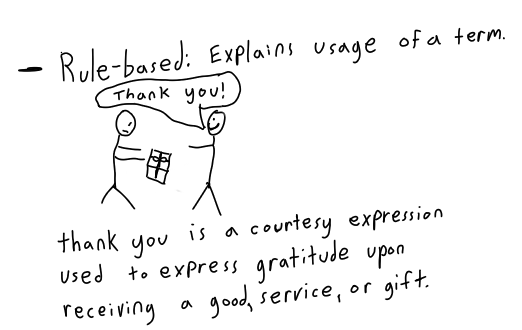 - Rule-based: Explains usage of a term.
Thank you!
thank you is a courtesy expression
used to express gratitude upon
receiving a good, service, or gift.